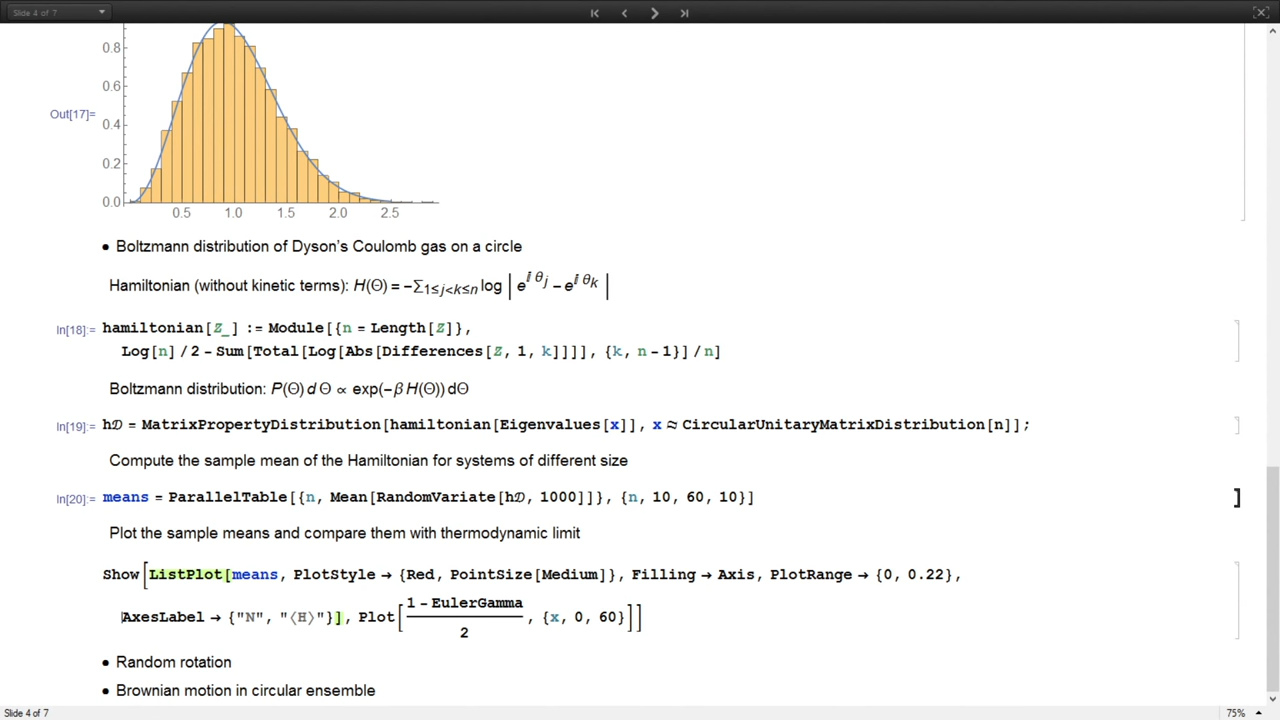 Slide 4 of 7
0.8
0.6
Out[17]=
0.4
0.2
0.0
0.5 1.0 1.5 2.0 2.5
• Boltzmann distribution of Dyson's Coulomb gas on a circle
Hamiltonian (without kinetic terms): H(Θ) = -∑1≤j<k≤n log | e^ⅈ θj - e^ⅈ θk |
In[18]:= hamiltonian[Z_] := Module[{n = Length[Z]},
Log[n] / 2 - Sum[Total[Log[Abs[Differences[Z, 1, k]]]], {k, n-1}] / n]
Boltzmann distribution: P(Θ) d Θ ∝ exp(-β H(Θ)) dΘ
In[19]:= h𝒟 = MatrixPropertyDistribution[hamiltonian[Eigenvalues[x]], x ≈ CircularUnitaryMatrixDistribution[n]];
Compute the sample mean of the Hamiltonian for systems of different size
In[20]:= means = ParallelTable[{n, Mean[RandomVariate[h𝒟, 1000]]}, {n, 10, 60, 10}]
Plot the sample means and compare them with thermodynamic limit
Show[ListPlot[means, PlotStyle → {Red, PointSize[Medium]}, Filling → Axis, PlotRange → {0, 0.22},
AxesLabel → {"N", "⟨H⟩"}], Plot[(1 - EulerGamma)/2, {x, 0, 60}]]
• Random rotation
• Brownian motion in circular ensemble
Slide 4 of 7
75%